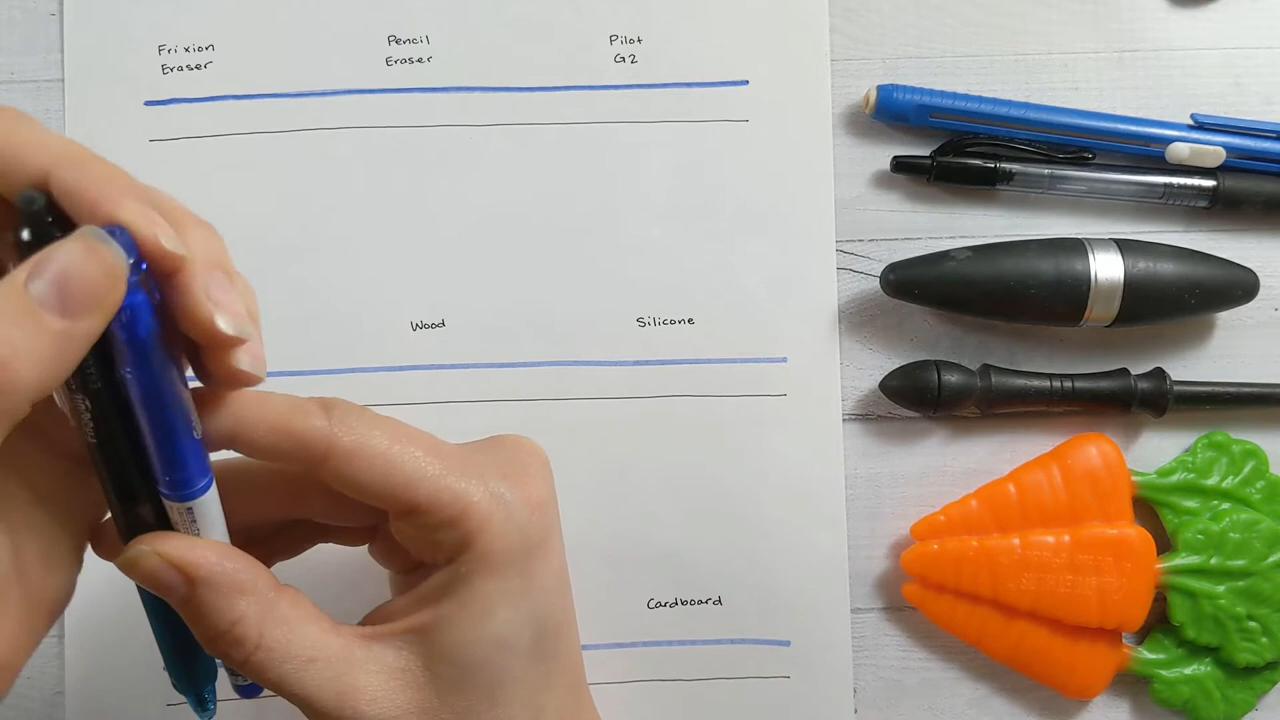 Frixion
Eraser
Pencil
Eraser
Pilot
G2
Wood
Silicone
Cardboard